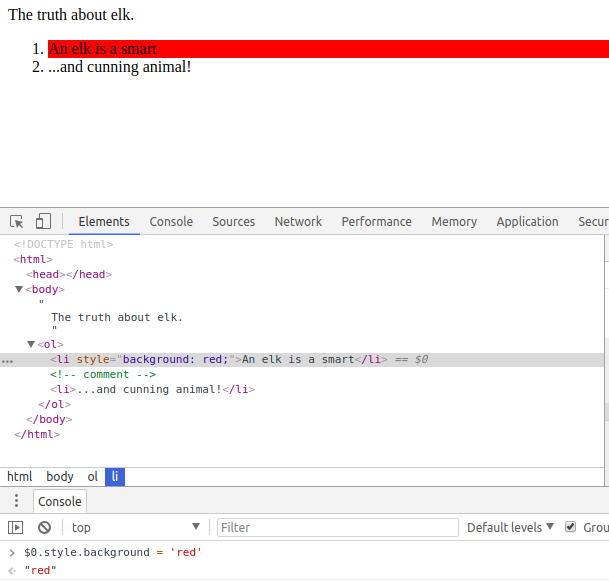 The truth about elk.
1. An elk is a smart
2. ...and cunning animal!
Elements Console Sources Network Performance Memory Application Secur
<!DOCTYPE html>
<html>
<head></head>
<body>
"
The truth about elk.
"
<ol>
... <li style="background: red;">An elk is a smart</li> == $0
<!-- comment -->
<li>...and cunning animal!</li>
</ol>
</body>
</html>
html body ol li
Console
top Filter Default levels Grou
> $0.style.background = 'red'
"red"